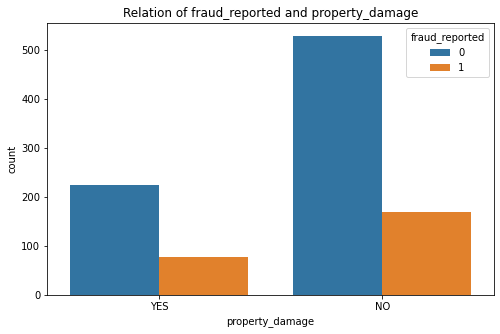 Relation of fraud_reported and property_damage
fraud_reported
0
1
count
500
400
300
200
100
0
YES
NO
property_damage